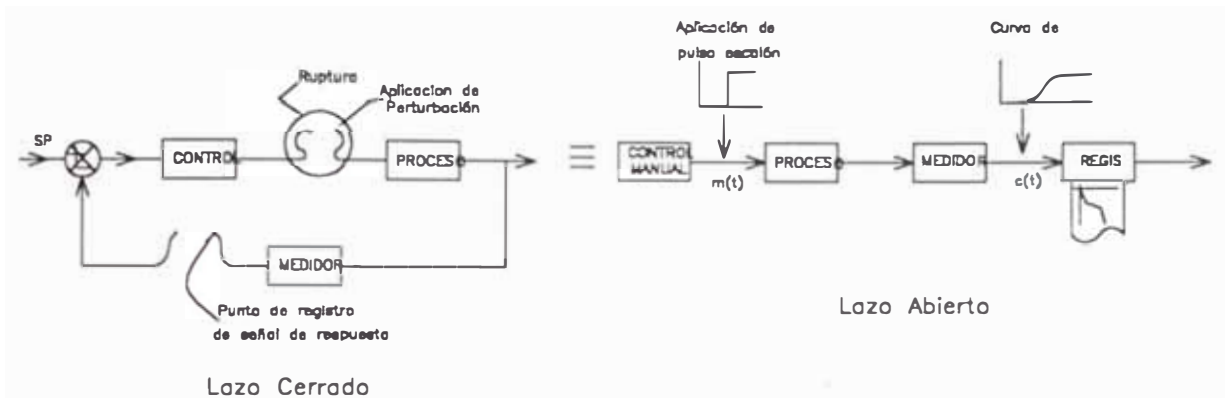 Ruptura
Aplicacion de
Perturbación
SP
CONTROL
PROCESO
MEDIDOR
Punto de registro
de señal de respuesta
Lazo Cerrado
Aplicación de
pulso escalón
Curva de
CONTROL
MANUAL
m(t)
PROCESO
MEDIDOR
c(t)
REGIS
Lazo Abierto